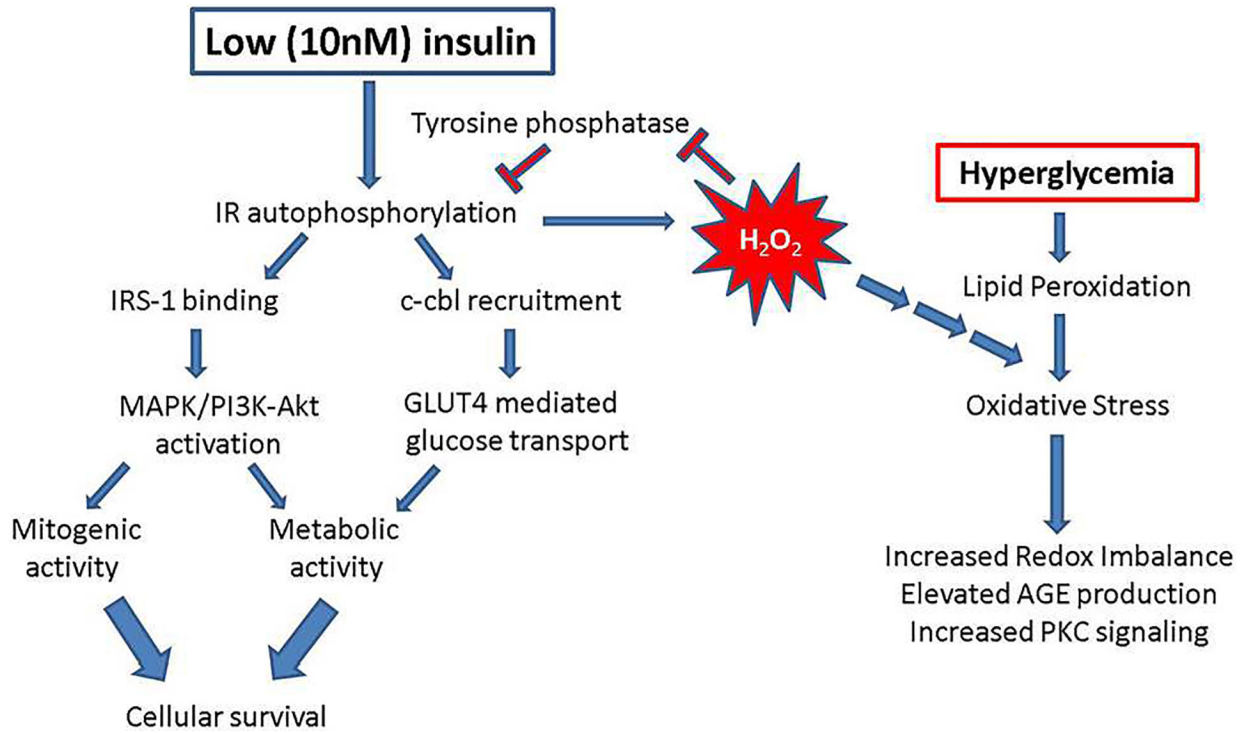 Low (10nM) insulin
Tyrosine phosphatase
Hyperglycemia
IR autophosphorylation
H₂O₂
Lipid Peroxidation
IRS-1 binding
c-cbl recruitment
MAPK/PI3K-Akt
activation
GLUT4 mediated
glucose transport
Oxidative Stress
Mitogenic
activity
Metabolic
activity
Increased Redox Imbalance
Elevated AGE production
Increased PKC signaling
Cellular survival